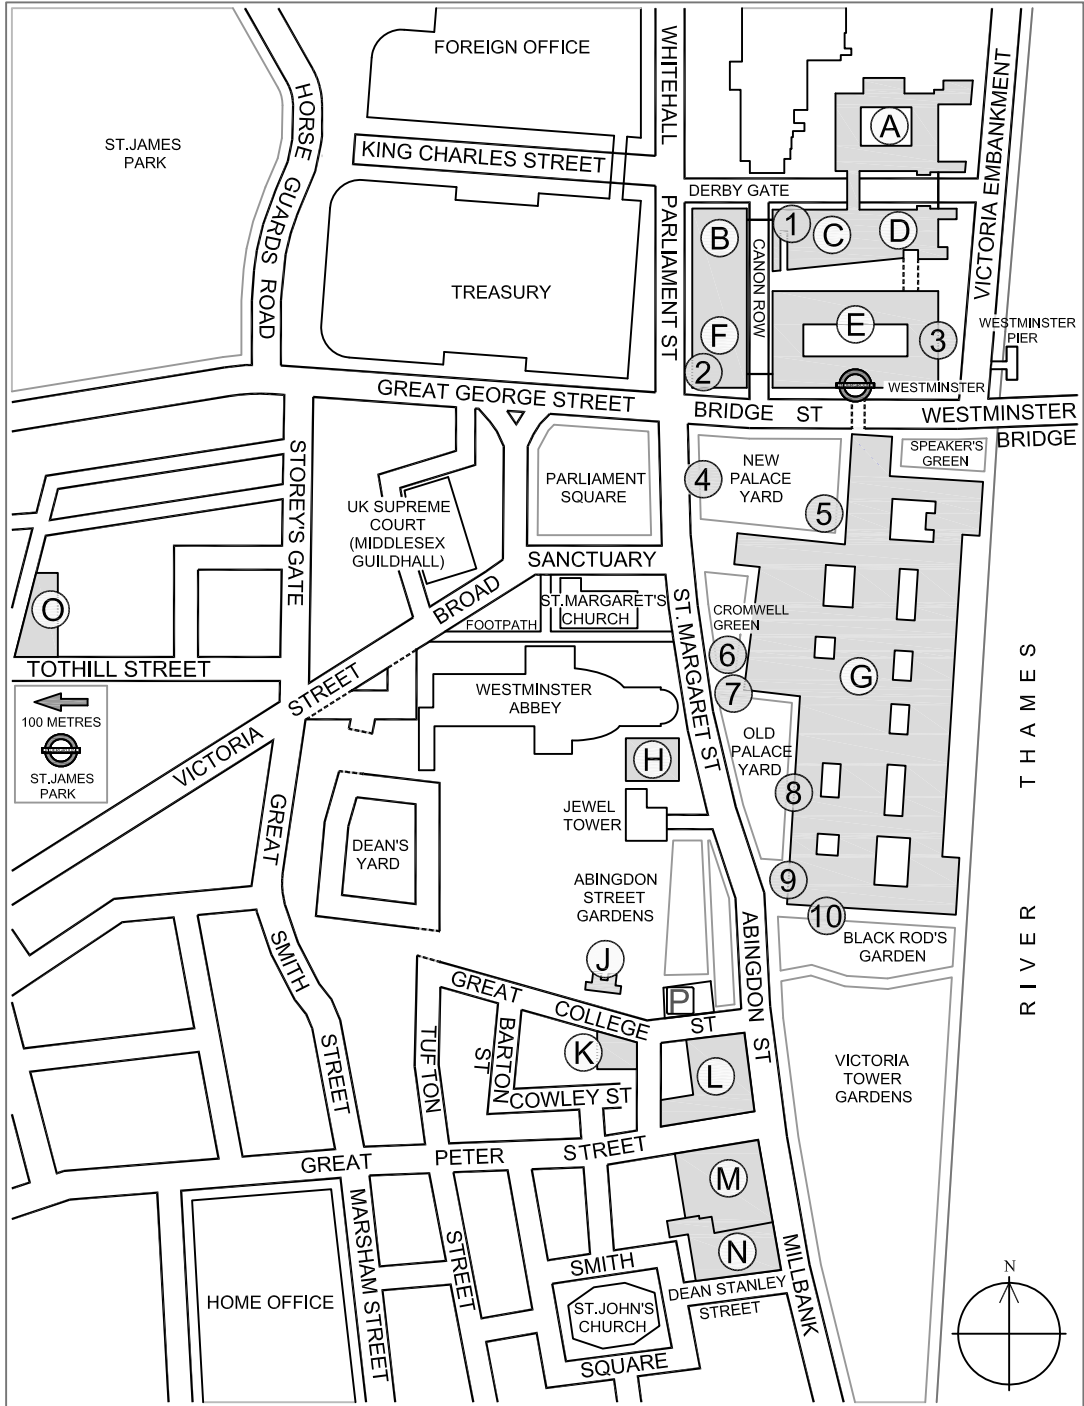 FOREIGN OFFICE
WHITEHALL
HORSE GUARDS ROAD
ST.JAMES
PARK
KING CHARLES STREET
A
VICTORIA EMBANKMENT
DERBY GATE
PARLIAMENT ST
B
CANON ROW
1
C
D
TREASURY
E
F
2
3
WESTMINSTER
PIER
WESTMINSTER
GREAT GEORGE STREET
BRIDGE ST
WESTMINSTER
BRIDGE
SPEAKER'S
GREEN
STOREY'S GATE
PARLIAMENT
SQUARE
NEW
PALACE
YARD
4
5
UK SUPREME
COURT
(MIDDLESEX
GUILDHALL)
BROAD
SANCTUARY
ST.MARGARET'S
CHURCH
FOOTPATH
ST. MARGARET ST
CROMWELL
GREEN
O
TOTHILL STREET
6
7
G
100 METRES
ST.JAMES
PARK
VICTORIA
STREET
WESTMINSTER
ABBEY
OLD
PALACE
YARD
RIVER THAMES
H
8
JEWEL
TOWER
GREAT
DEAN'S
YARD
ABINGDON
STREET
GARDENS
9
10
SMITH
STREET
J
ABINGDON
ST
BLACK ROD'S
GARDEN
GREAT
COLLEGE
ST
P
TUFTON
BARTON
ST
K
L
COWLEY ST
VICTORIA
TOWER
GARDENS
GREAT
PETER
STREET
M
MARSHAM STREET
STREET
N
SMITH
MILLBANK
DEAN STANLEY
STREET
HOME OFFICE
ST.JOHN'S
CHURCH
SQUARE
N